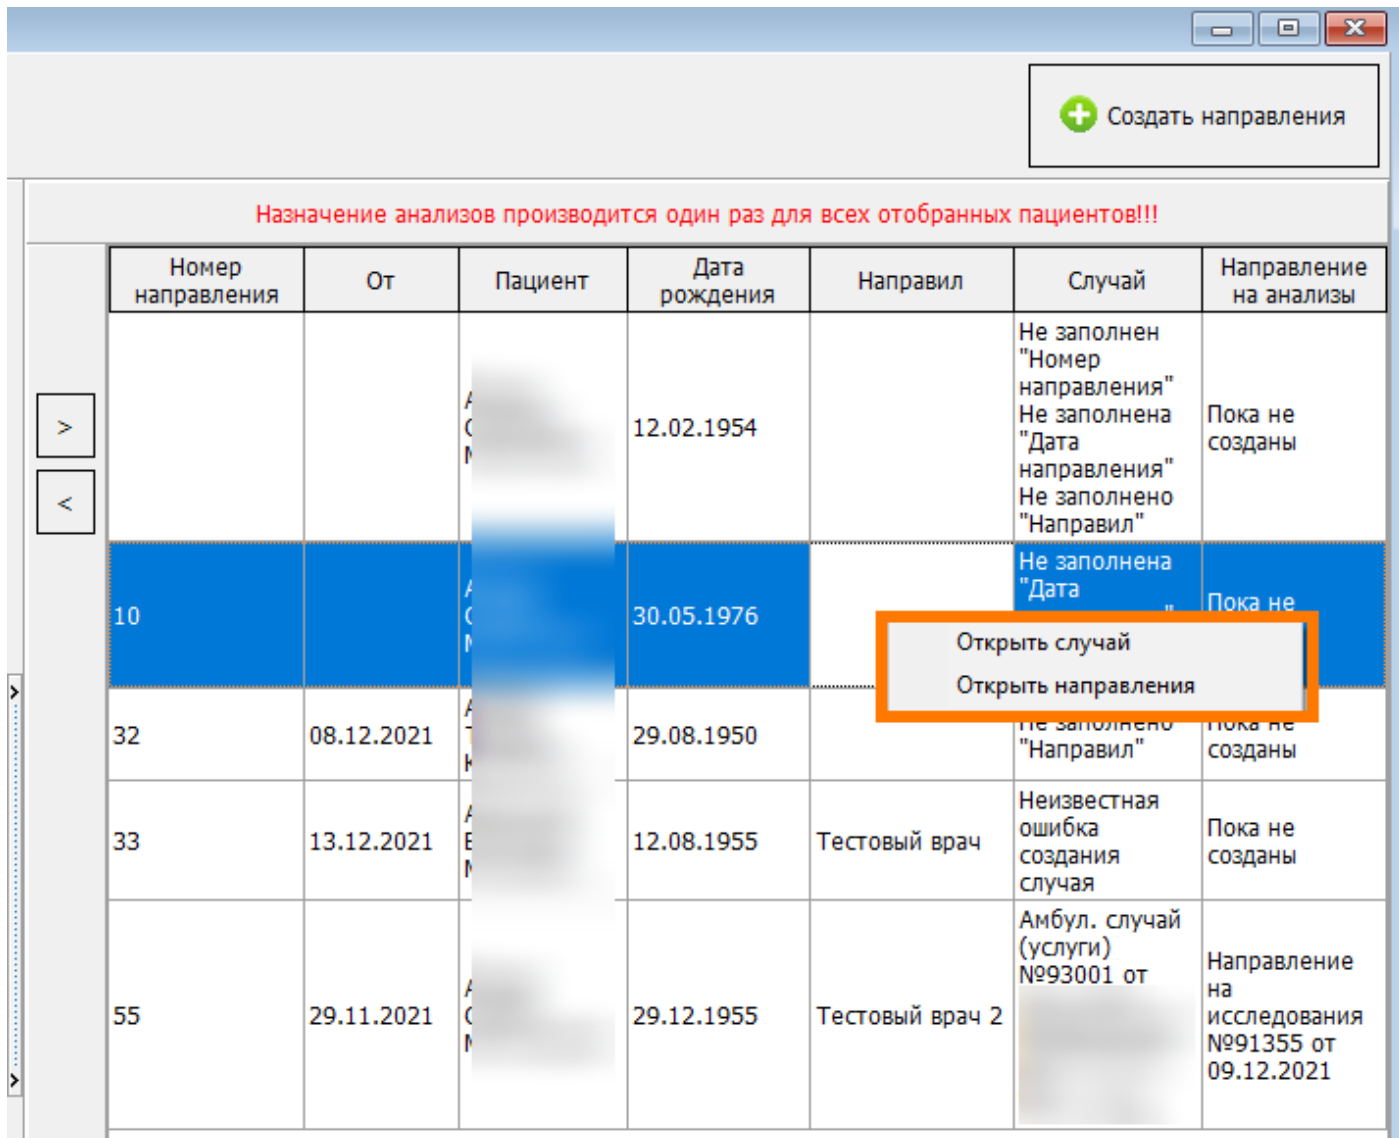 Создать направления
Назначение анализов производится один раз для всех отобранных пациентов!!!
Номер
направления
От
Пациент
Дата
рождения
Направил
Случай
Направление
на анализы
>
<
12.02.1954
Не заполнен
"Номер
направления"
Не заполнена
"Дата
направления"
Не заполнено
"Направил"
Пока не
созданы
10
30.05.1976
Не заполнена
"Дата
Пока не
Открыть случай
Открыть направления
32
08.12.2021
29.08.1950
Не заполнено
"Направил"
Пока не
созданы
33
13.12.2021
12.08.1955
Тестовый врач
Неизвестная
ошибка
создания
случая
Пока не
созданы
55
29.11.2021
29.12.1955
Тестовый врач 2
Амбул. случай
(услуги)
№93001 от
Направление
на
исследования
№91355 от
09.12.2021